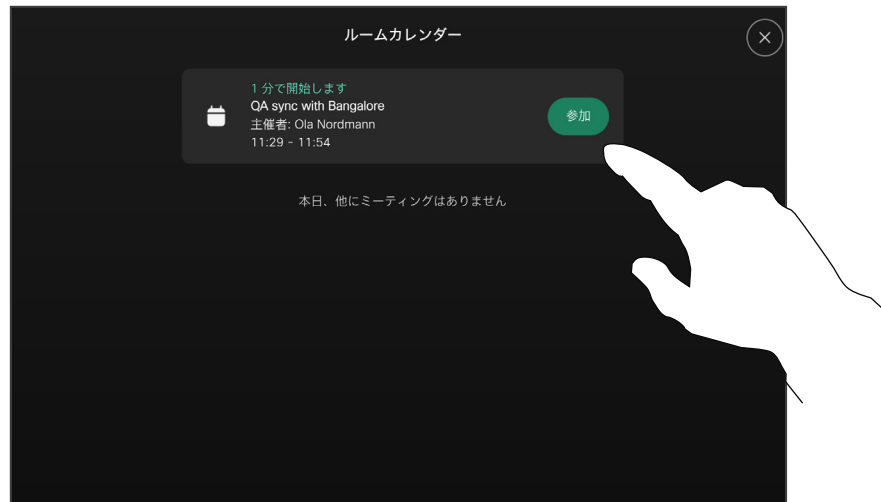 ルームカレンダー
1 分で開始します
QA sync with Bangalore
主催者: Ola Nordmann
11:29 - 11:54
参加
本日、他にミーティングはありません